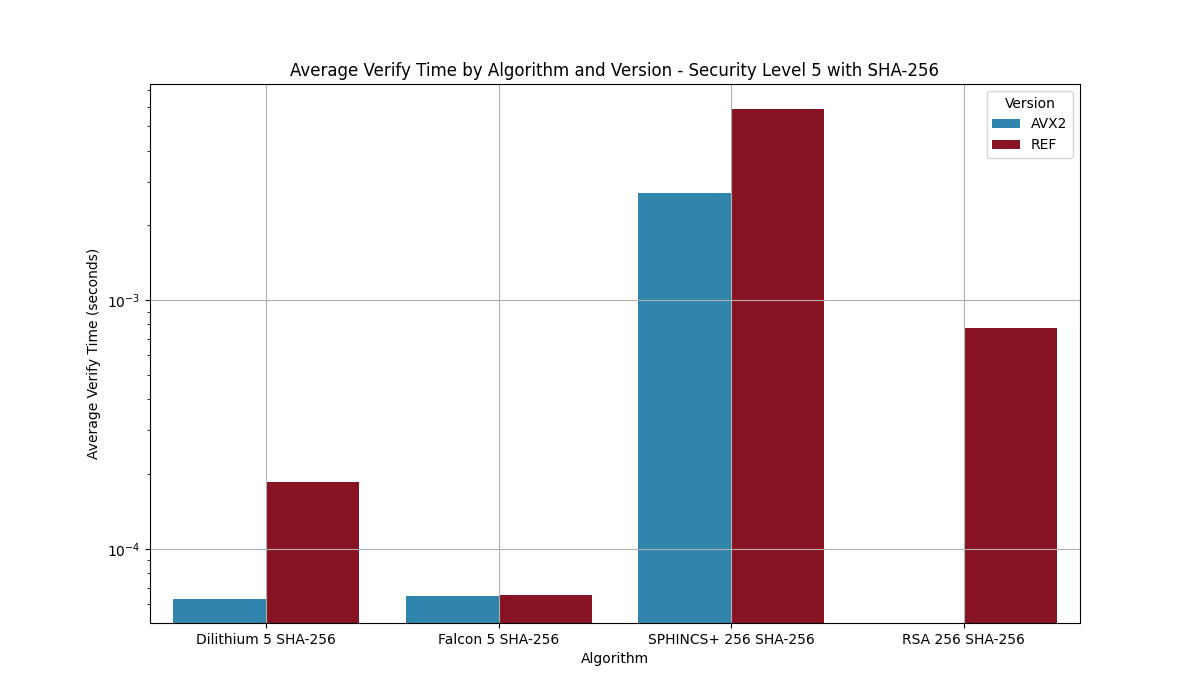 Average Verify Time by Algorithm and Version - Security Level 5 with SHA-256
Version
AVX2
REF
Average Verify Time (seconds)
10⁻³
10⁻⁴
Dilithium 5 SHA-256
Falcon 5 SHA-256
SPHINCS+ 256 SHA-256
RSA 256 SHA-256
Algorithm